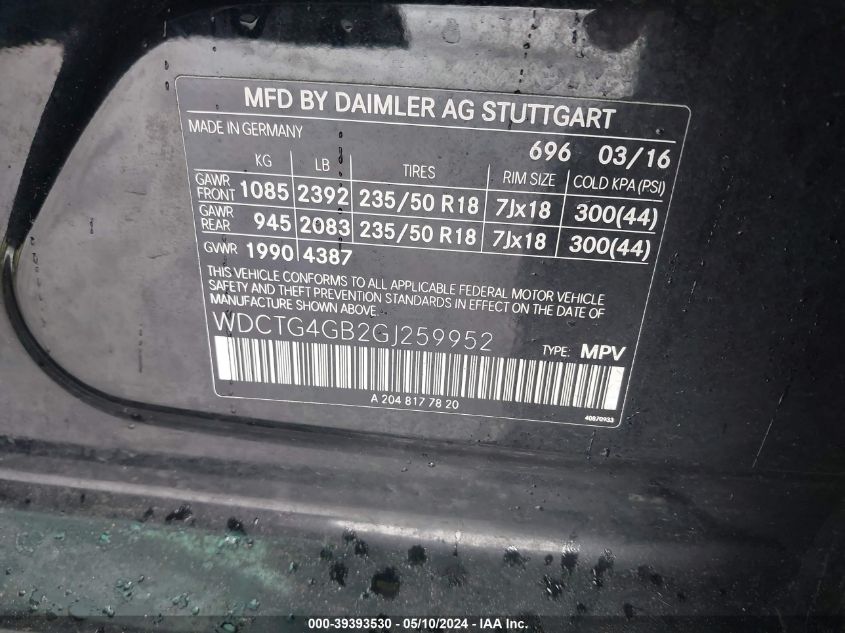 MFD BY DAIMLER AG STUTTGART
MADE IN GERMANY
696 03/16
KG LB TIRES RIM SIZE COLD KPA (PSI)
GAWR FRONT 1085 2392 235/50 R18 7Jx18 300(44)
GAWR REAR 945 2083 235/50 R18 7Jx18 300(44)
GVWR 1990 4387
THIS VEHICLE CONFORMS TO ALL APPLICABLE FEDERAL MOTOR VEHICLE
SAFETY AND THEFT PREVENTION STANDARDS IN EFFECT ON THE DATE OF
MANUFACTURE SHOWN ABOVE.
WDCTG4GB2GJ259952 TYPE: MPV
A 204 817 78 20
40870933
000-39393530 - 05/10/2024 - IAA Inc.